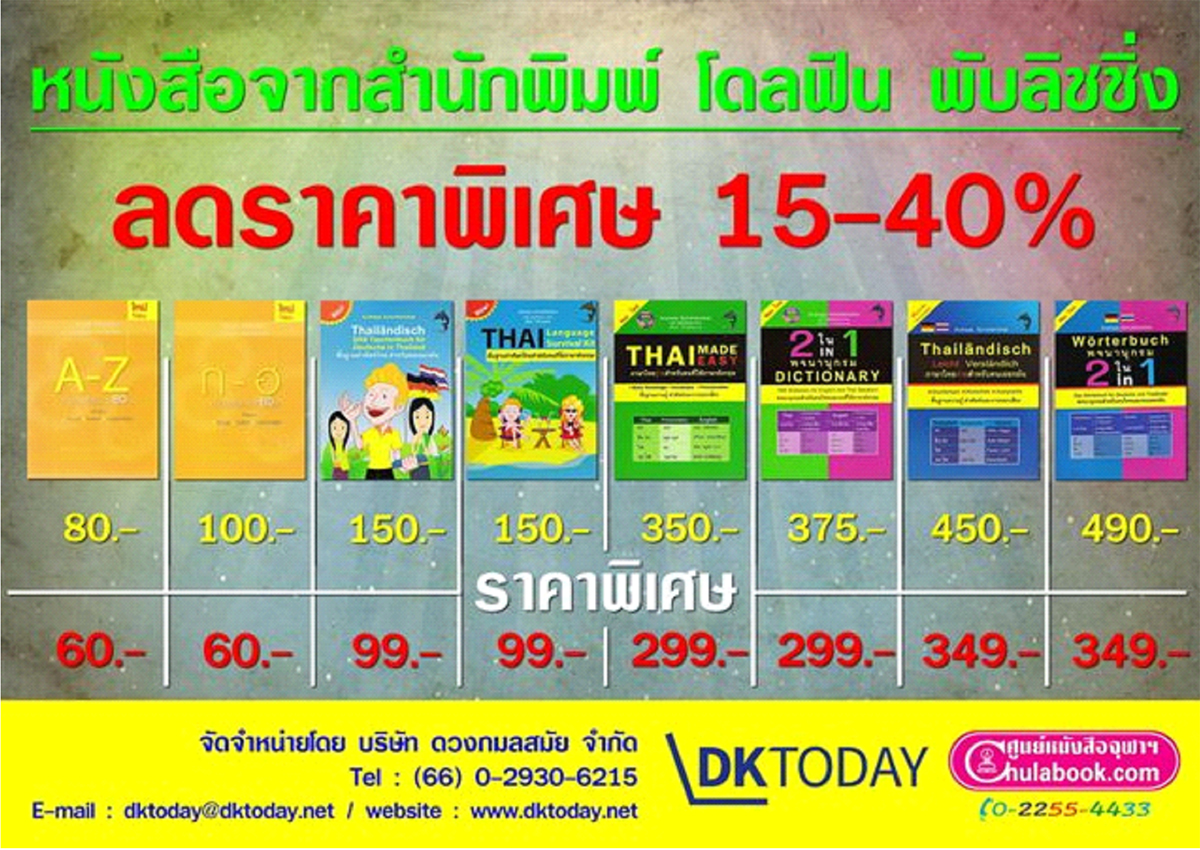 หนังสือจากสำนักพิมพ์ โดลฟิน พับลิชชิ่ง
ลดราคาพิเศษ 15-40%
ใหม่
A-Z
ใหม่
ก - ฮ
Thailändisch
THAI Language
Survival Kit
THAI MADE
EASY
2 ใน 1
IN
พจนานุกรม
DICTIONARY
Thailändisch
Leicht Verständlich
Wörterbuch
พจนานุกรม
2 ใน 1
in
80.- 100.- 150.- 150.- 350.- 375.- 450.- 490.-
ราคาพิเศษ
60.- 60.- 99.- 99.- 299.- 299.- 349.- 349.-
จัดจำหน่ายโดย บริษัท ดวงกมลสมัย จำกัด
Tel : (66) 0-2930-6215
E-mail : dktoday@dktoday.net / website : www.dktoday.net
DKTODAY
ศูนย์หนังสือจุฬาฯ
Chulabook.com
0-2255-4433